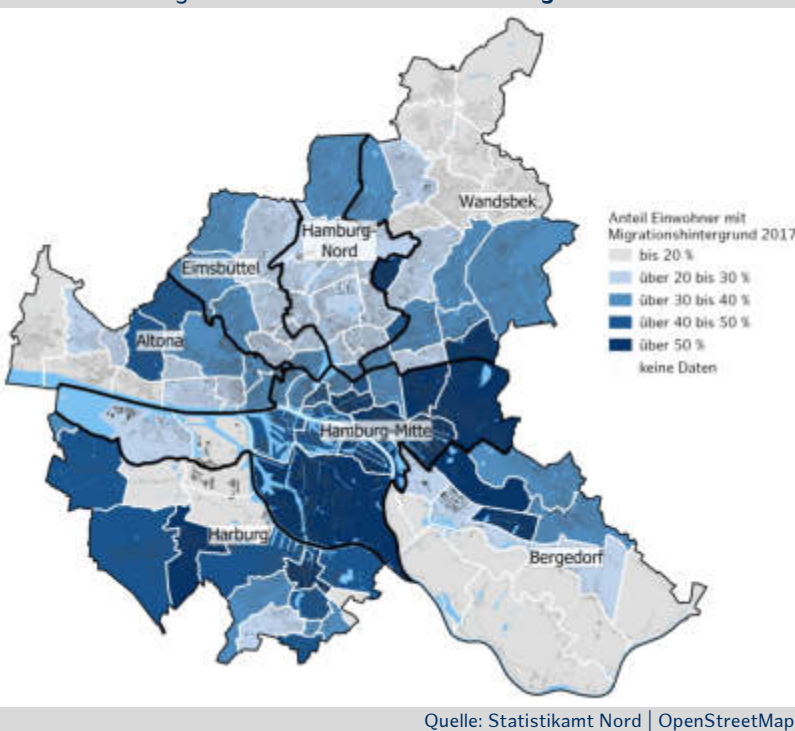 Wandsbek
Hamburg-
Nord
Eimsbüttel
Altona
Hamburg-Mitte
Harburg
Bergedorf
Anteil Einwohner mit
Migrationshintergrund 2017
bis 20 %
über 20 bis 30 %
über 30 bis 40 %
über 40 bis 50 %
über 50 %
keine Daten
Quelle: Statistikamt Nord | OpenStreetMap